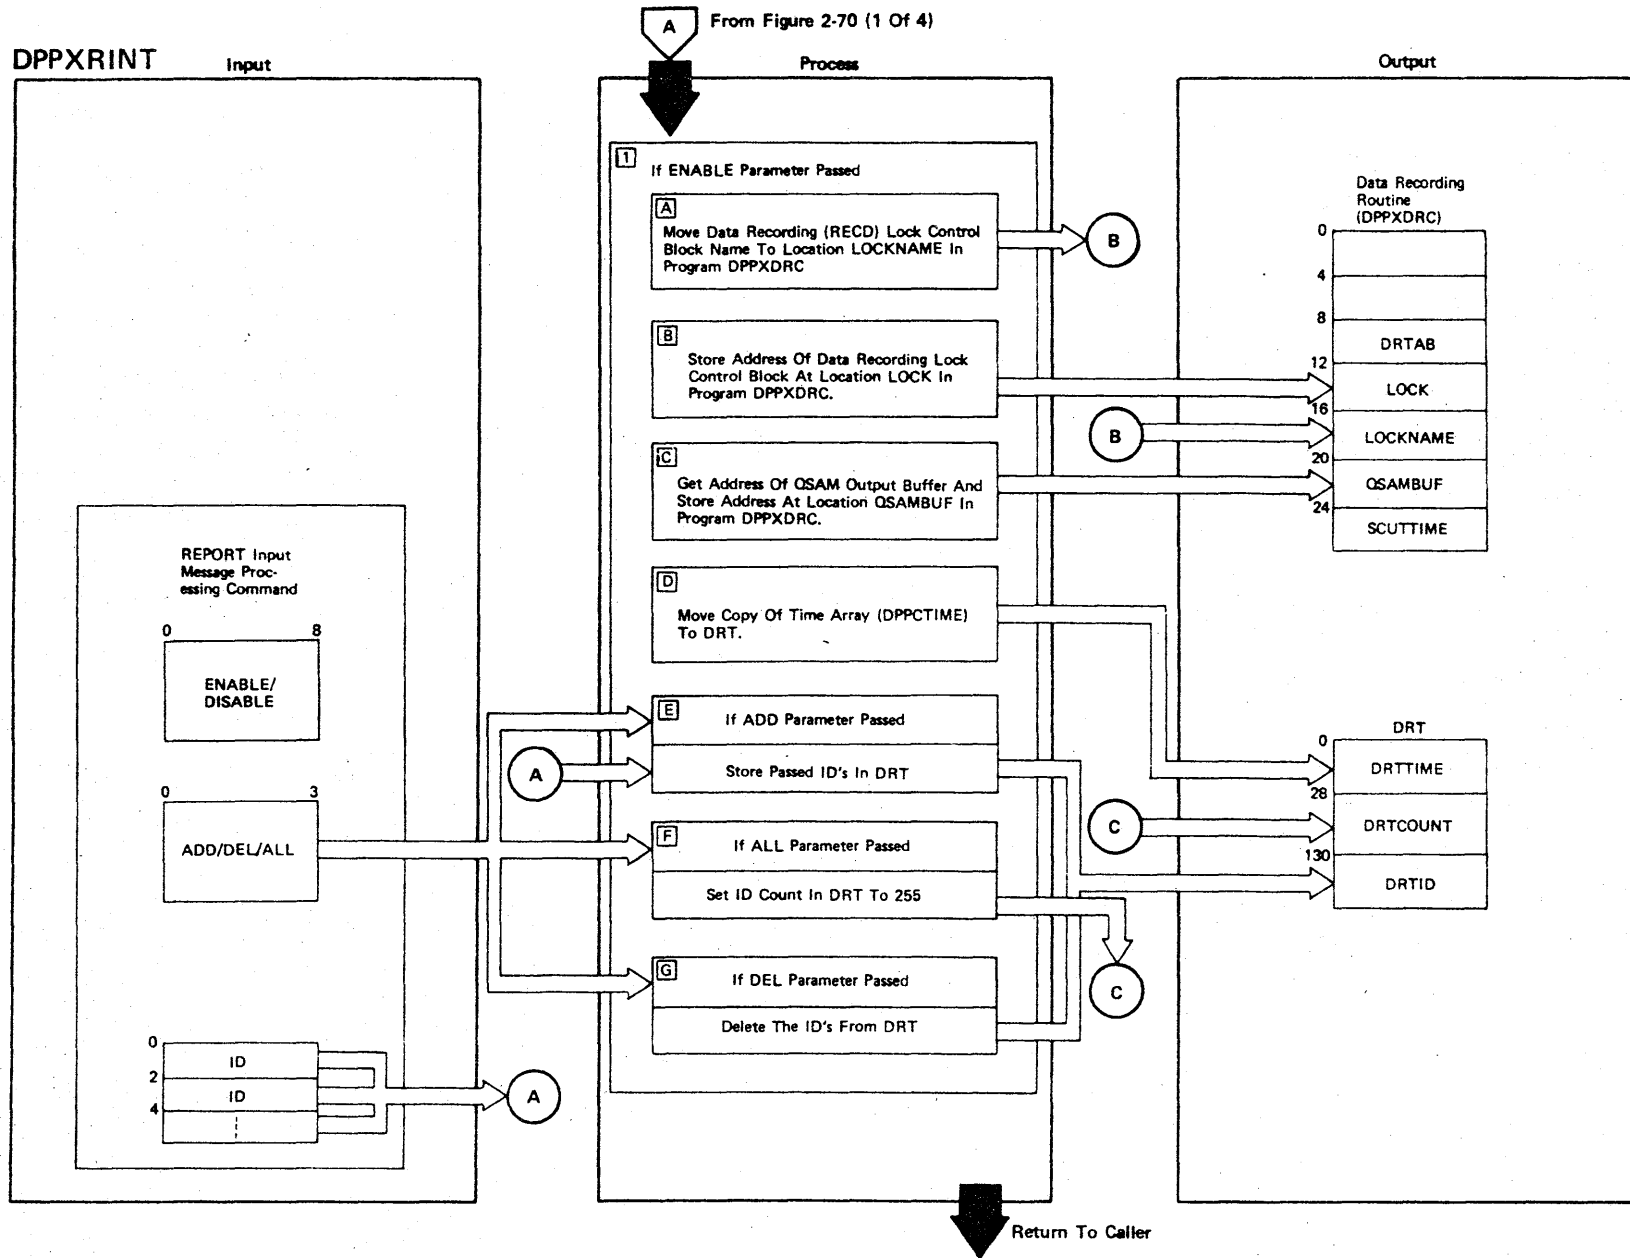 A
From Figure 2-70 (1 Of 4)
DPPXRINT
Input
Process
Output
1
If ENABLE Parameter Passed
A
Move Data Recording (RECD) Lock Control
Block Name To Location LOCKNAME In
Program DPPXDRC
B
B
Store Address Of Data Recording Lock
Control Block At Location LOCK In
Program DPPXDRC.
B
C
Get Address Of QSAM Output Buffer And
Store Address At Location QSAMBUF In
Program DPPXDRC.
D
Move Copy Of Time Array (DPPCTIME)
To DRT.
E
If ADD Parameter Passed
A
Store Passed ID's In DRT
F
If ALL Parameter Passed
Set ID Count In DRT To 255
C
G
If DEL Parameter Passed
Delete The ID's From DRT
C
REPORT Input
Message Proc-
essing Command
0 8
ENABLE/
DISABLE
0 3
ADD/DEL/ALL
0
ID
2
ID
4
A
Data Recording
Routine
(DPPXDRC)
0
4
8
DRTAB
12
LOCK
16
LOCKNAME
20
QSAMBUF
24
SCUTTIME
DRT
0
DRTTIME
28
DRTCOUNT
130
DRTID
Return To Caller